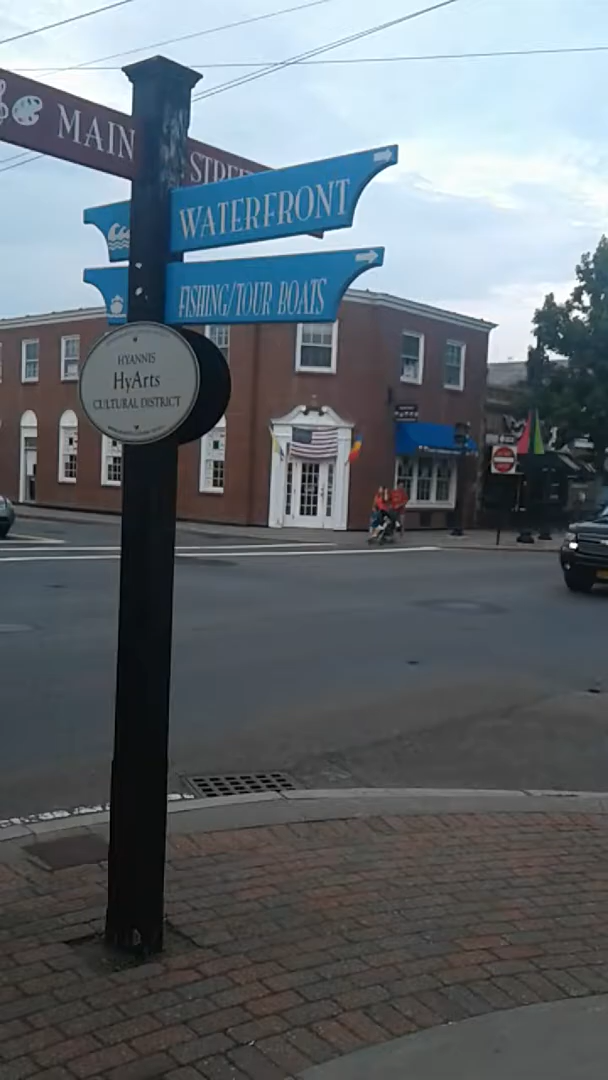 MAIN STREET
WATERFRONT
FISHING/TOUR BOATS
HYANNIS
HyArts
CULTURAL DISTRICT